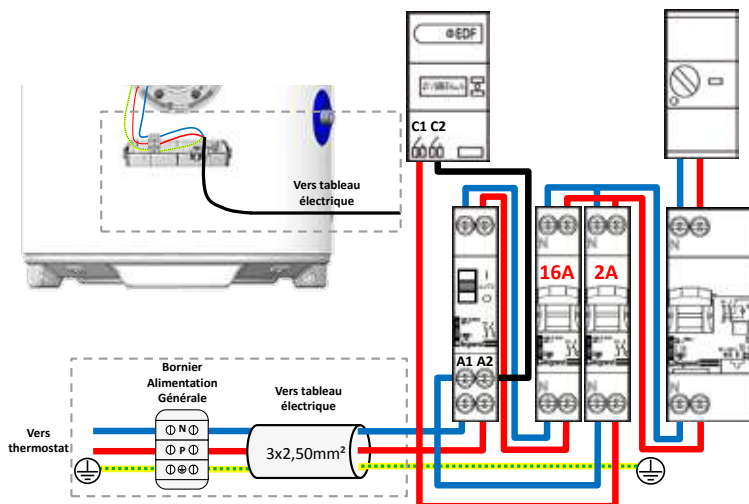 EDF
C1 C2
Vers tableau
électrique
16A
2A
N
N
N
A1 A2
N
N
N
Bornier
Alimentation
Générale
Vers tableau
électrique
Vers
thermostat
N
P
3x2,50mm²